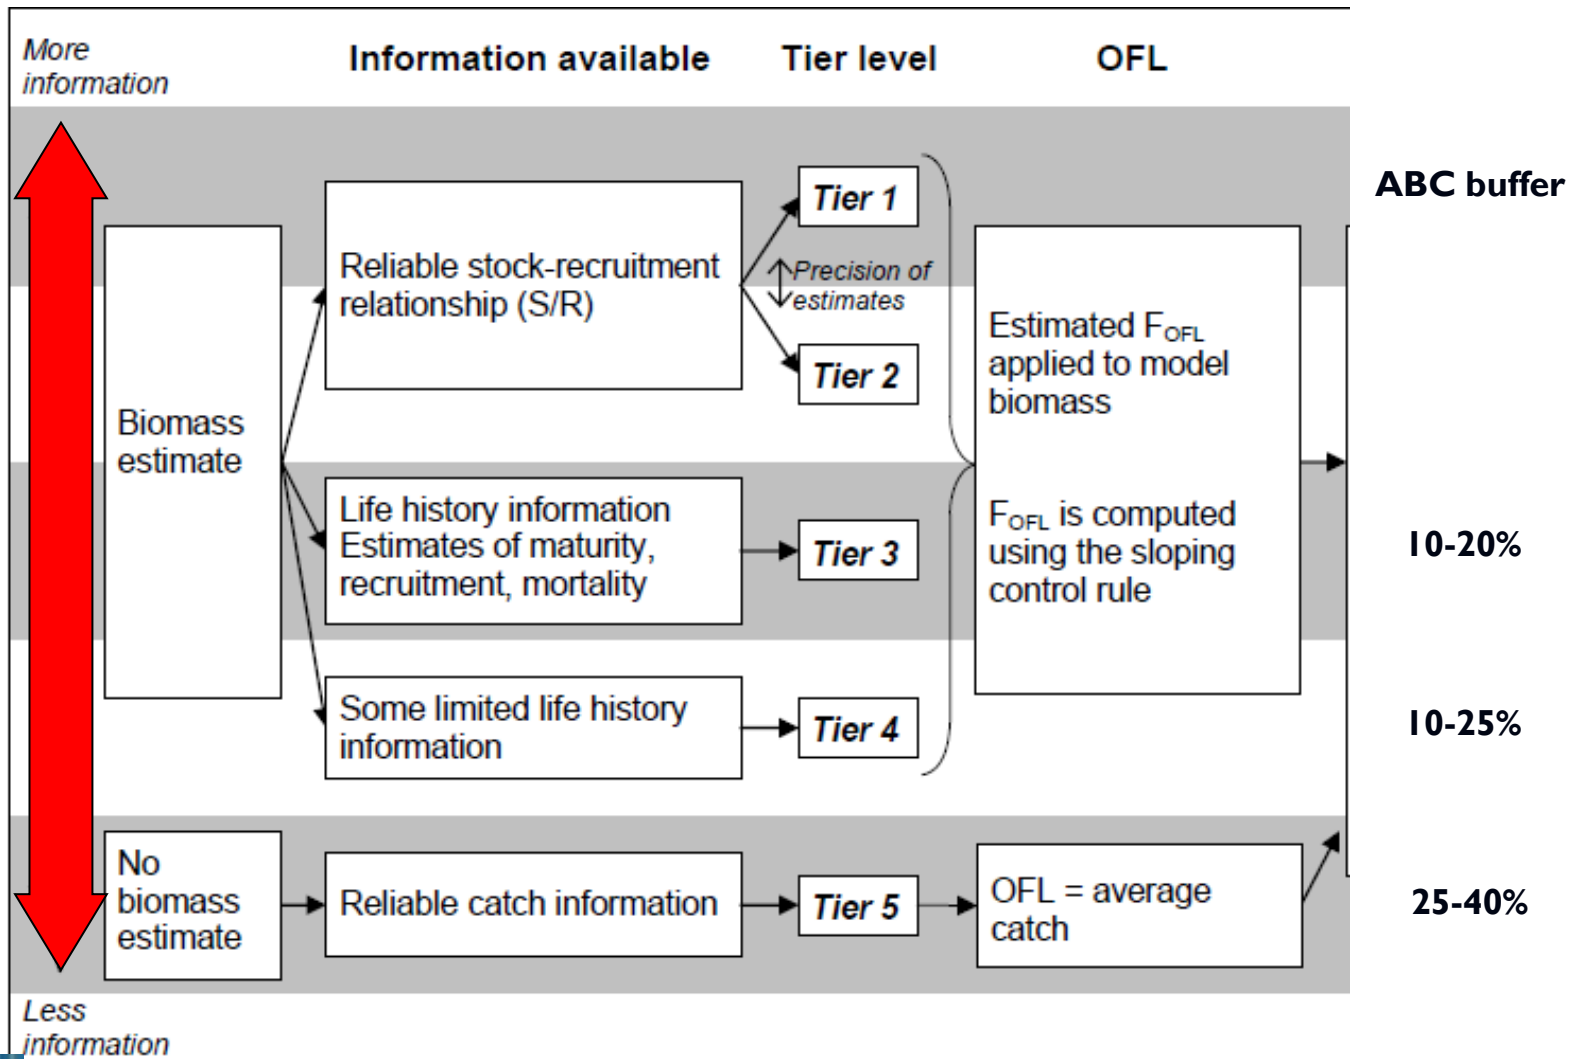 More
information
Information available
Tier level
OFL
ABC buffer
Biomass
estimate
Reliable stock-recruitment
relationship (S/R)
Tier 1
Precision of
estimates
Tier 2
Estimated F_OFL
applied to model
biomass
F_OFL is computed
using the sloping
control rule
Life history information
Estimates of maturity,
recruitment, mortality
Tier 3
10-20%
Some limited life history
information
Tier 4
10-25%
No
biomass
estimate
Reliable catch information
Tier 5
OFL = average
catch
25-40%
Less
information